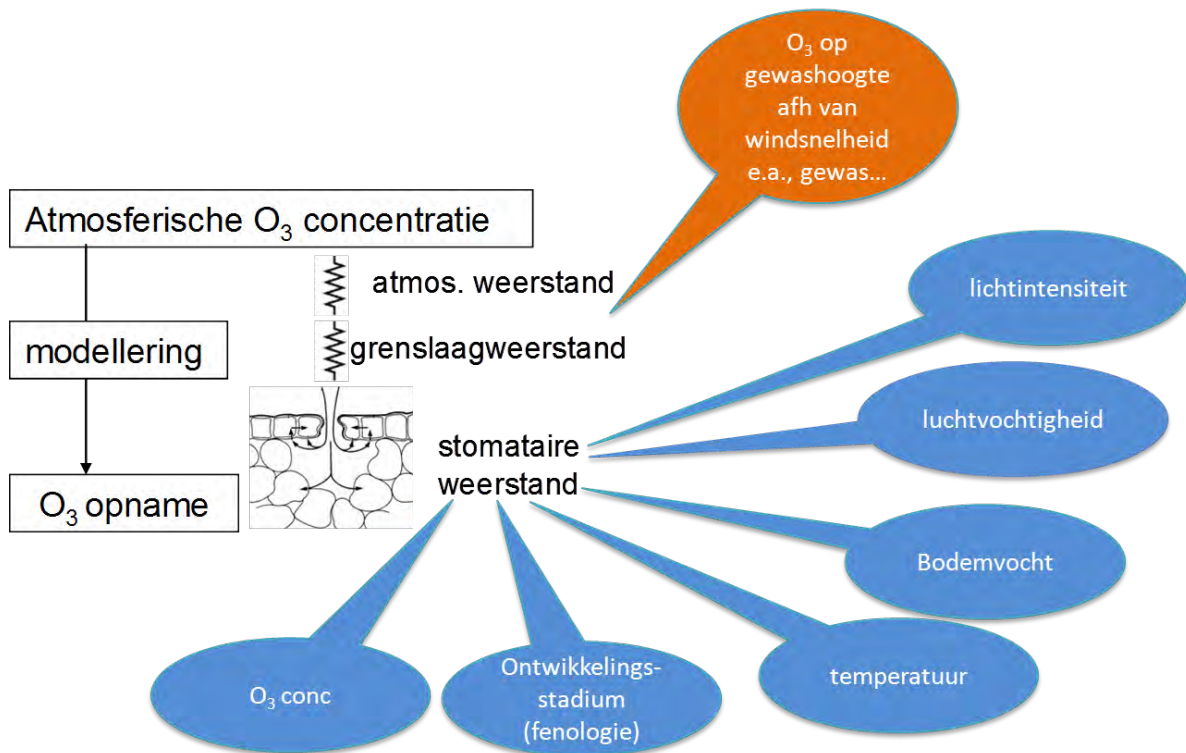 O₃ op
gewashoogte
afh van
windsnelheid
e.a., gewas...
Atmosferische O₃ concentratie
atmos. weerstand
modellering
grenslaagweerstand
lichtintensiteit
luchtvochtigheid
stomataire
weerstand
O₃ opname
Bodemvocht
temperatuur
Ontwikkelings-
stadium
(fenologie)
O₃ conc